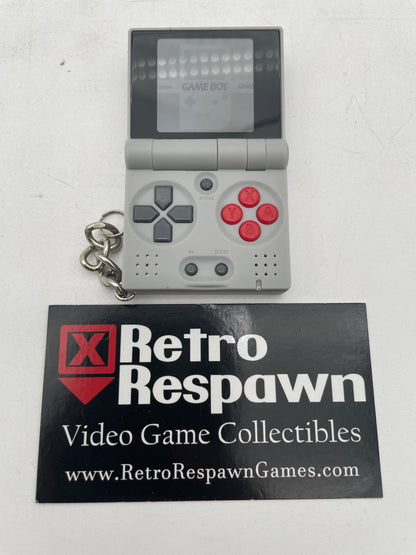 GAME BOY
X
Y A
B
X Retro
Respawn
Video Game Collectibles
www.RetroRespawnGames.com